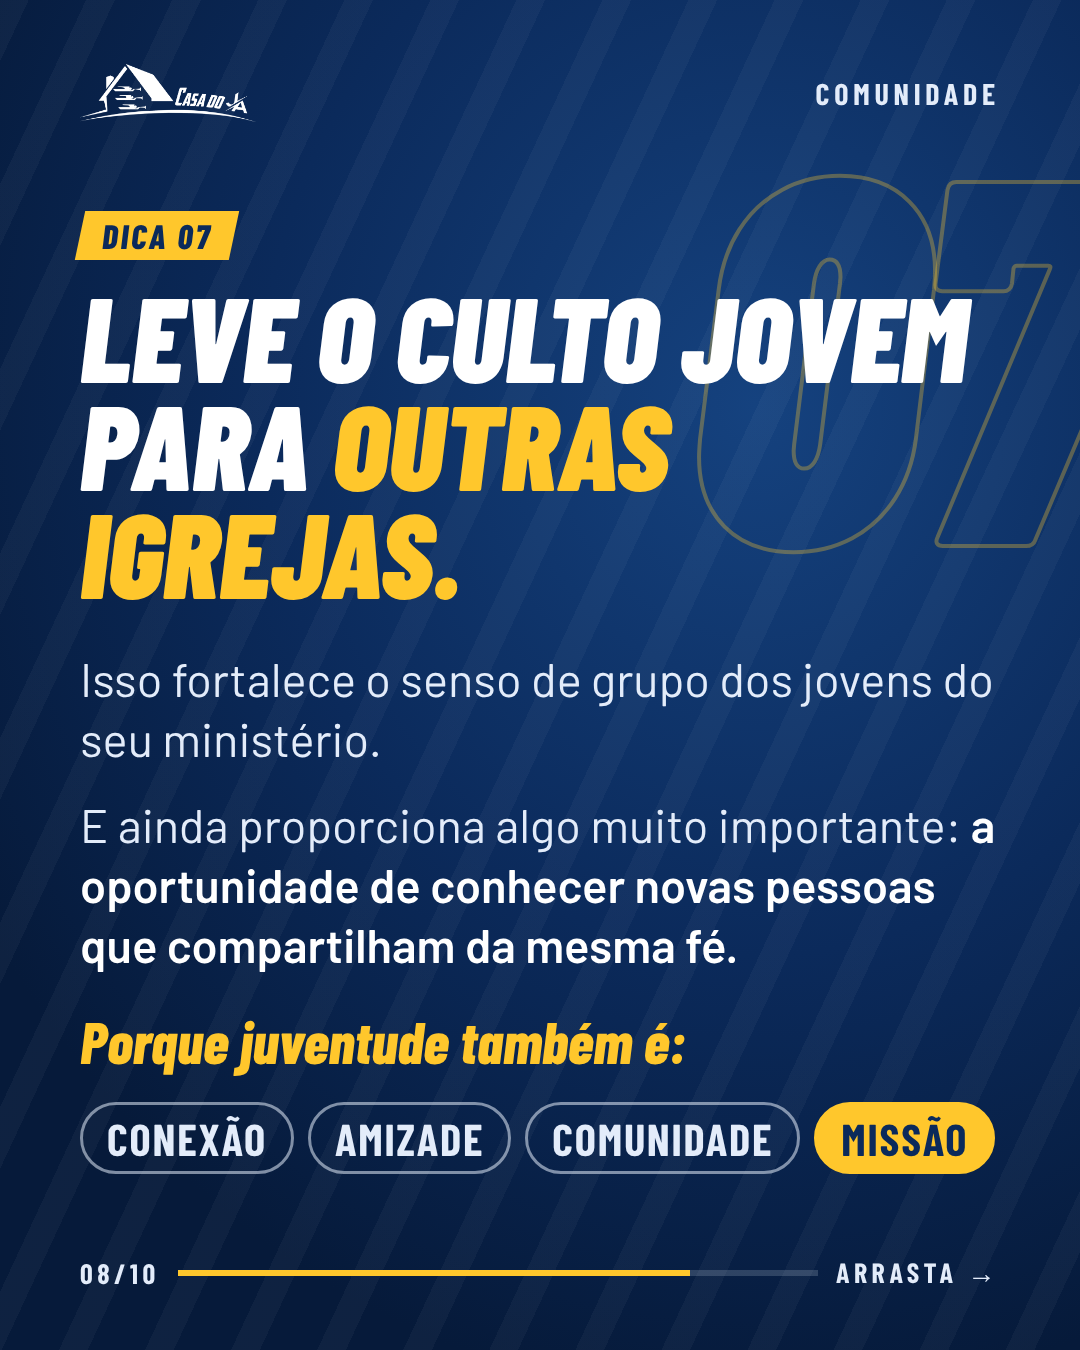 CASA DO JA
COMUNIDADE
07
DICA 07
LEVE O CULTO JOVEM
PARA OUTRAS
IGREJAS.
Isso fortalece o senso de grupo dos jovens do
seu ministério.
E ainda proporciona algo muito importante: a
oportunidade de conhecer novas pessoas
que compartilham da mesma fé.
Porque juventude também é:
CONEXÃO AMIZADE COMUNIDADE MISSÃO
08/10 ARRASTA →